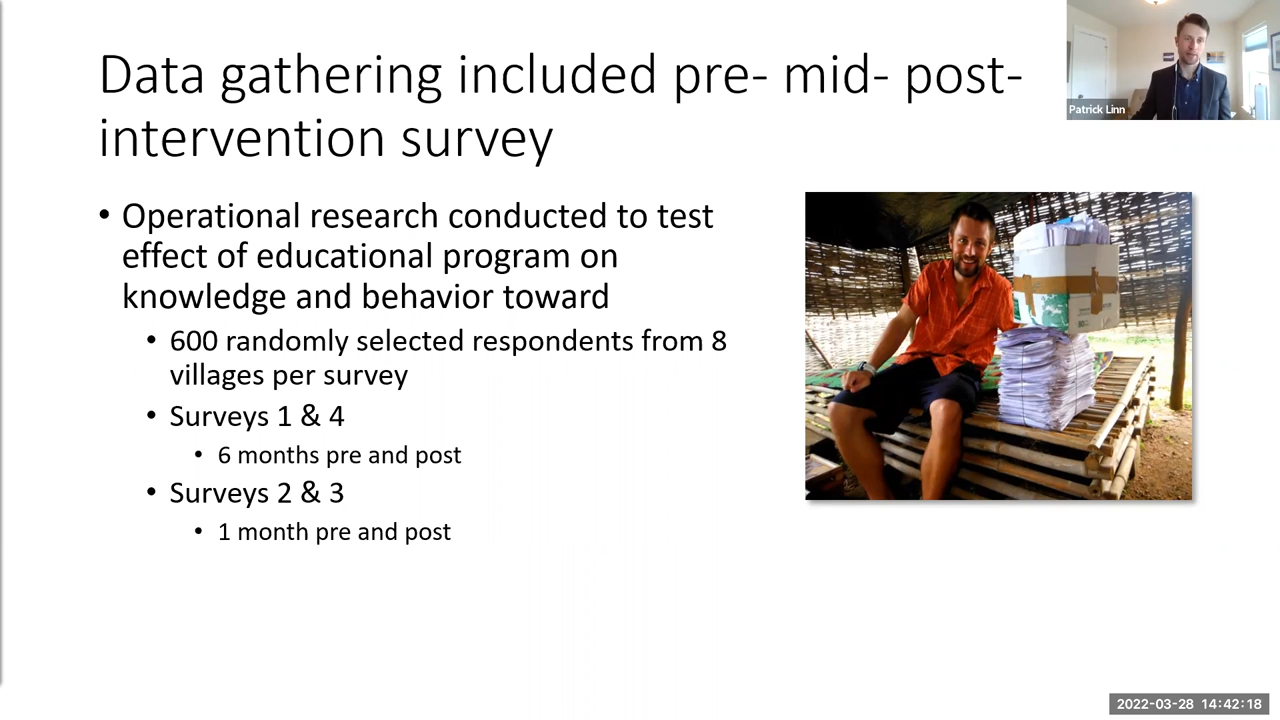 Data gathering included pre- mid- post-
intervention survey
Patrick Linn
• Operational research conducted to test
effect of educational program on
knowledge and behavior toward
• 600 randomly selected respondents from 8
villages per survey
• Surveys 1 & 4
• 6 months pre and post
• Surveys 2 & 3
• 1 month pre and post
2022-03-28 14:42:18